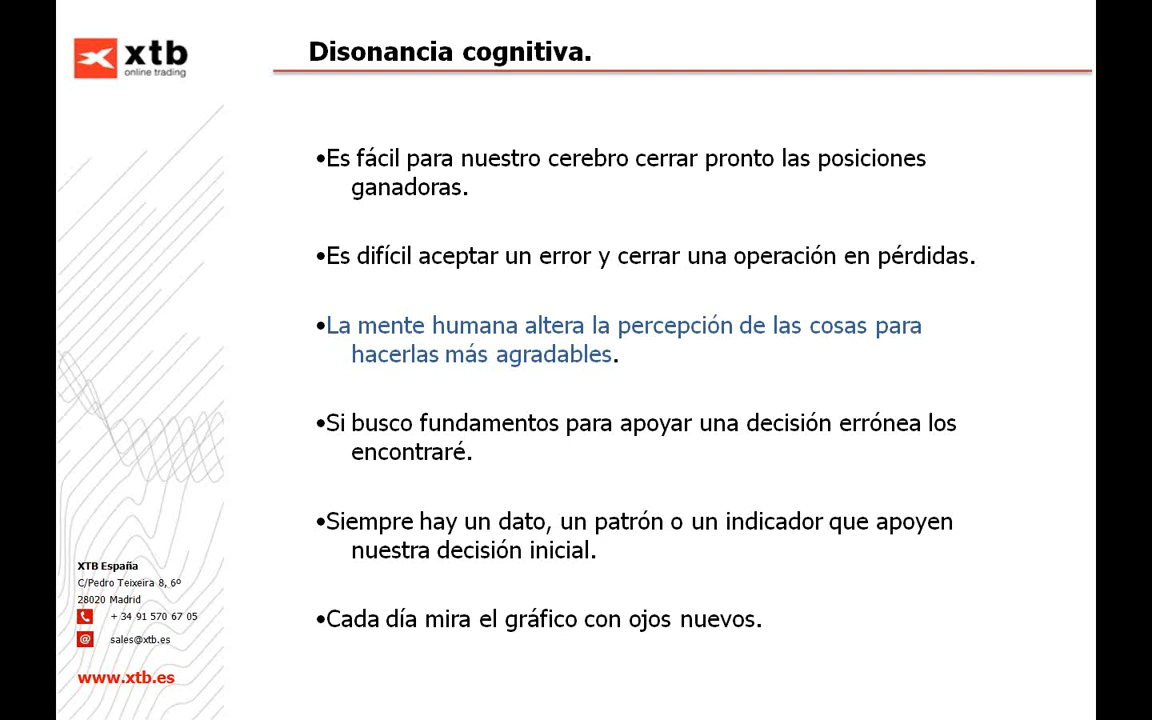 xtb
online trading
Disonancia cognitiva.
•Es fácil para nuestro cerebro cerrar pronto las posiciones
ganadoras.
•Es difícil aceptar un error y cerrar una operación en pérdidas.
•La mente humana altera la percepción de las cosas para
hacerlas más agradables.
•Si busco fundamentos para apoyar una decisión errónea los
encontraré.
•Siempre hay un dato, un patrón o un indicador que apoyen
nuestra decisión inicial.
•Cada día mira el gráfico con ojos nuevos.
XTB España
C/Pedro Teixeira 8, 6º
28020 Madrid
+ 34 91 570 67 05
@ sales@xtb.es
www.xtb.es